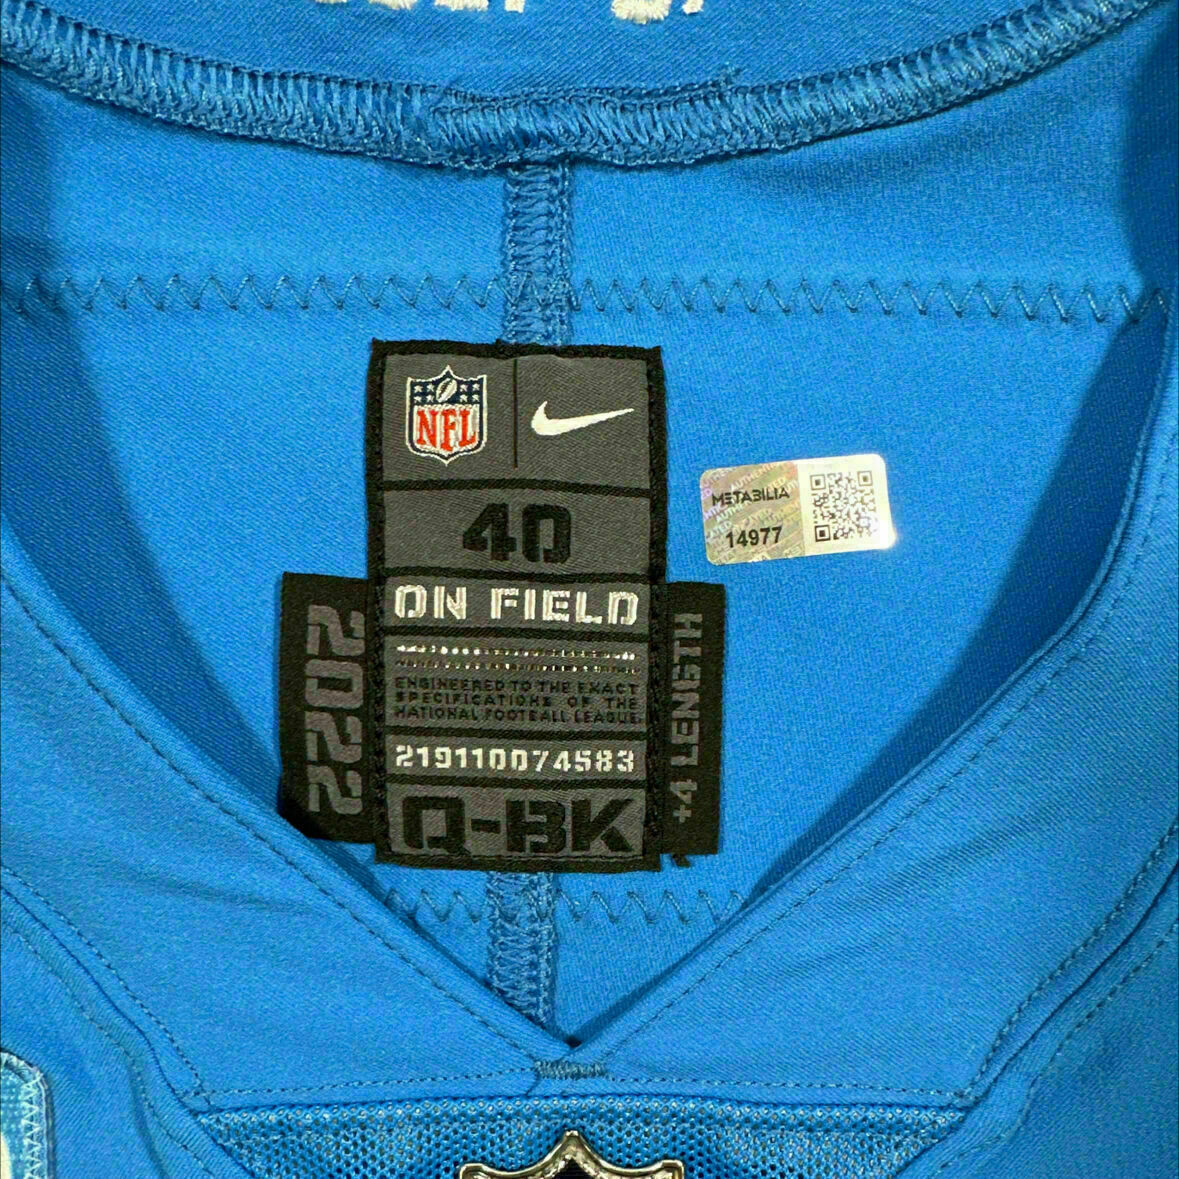 NFL
40
ON FIELD
ENGINEERED TO THE EXACT
SPECIFICATIONS OF THE
NATIONAL FOOTBALL LEAGUE.
219110074583
Q-BK
2022
+4 LENGTH
METABILIA
14977